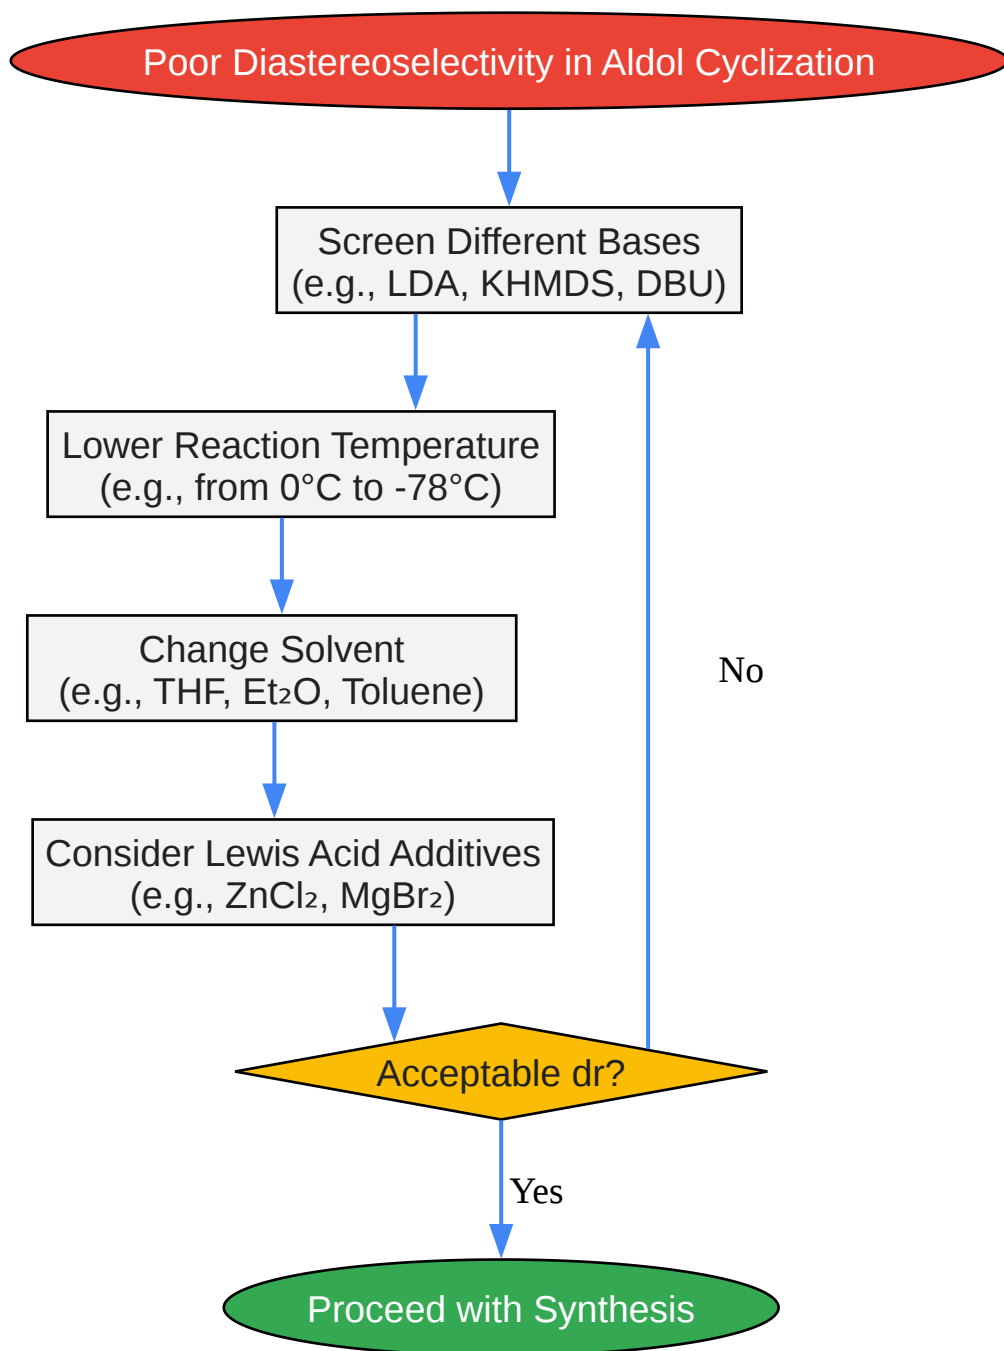 Poor Diastereoselectivity in Aldol Cyclization
Screen Different Bases
(e.g., LDA, KHMDS, DBU)
Lower Reaction Temperature
(e.g., from 0°C to -78°C)
Change Solvent
(e.g., THF, Et₂O, Toluene)
No
Consider Lewis Acid Additives
(e.g., ZnCl₂, MgBr₂)
Acceptable dr?
Yes
Proceed with Synthesis